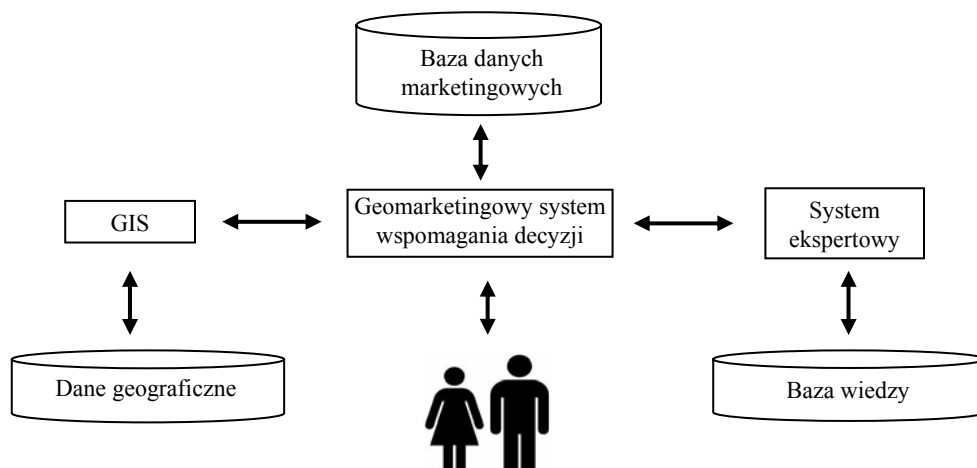 Baza danych
marketingowych
GIS
Geomarketingowy system
wspomagania decyzji
System
ekspertowy
Dane geograficzne
Baza wiedzy